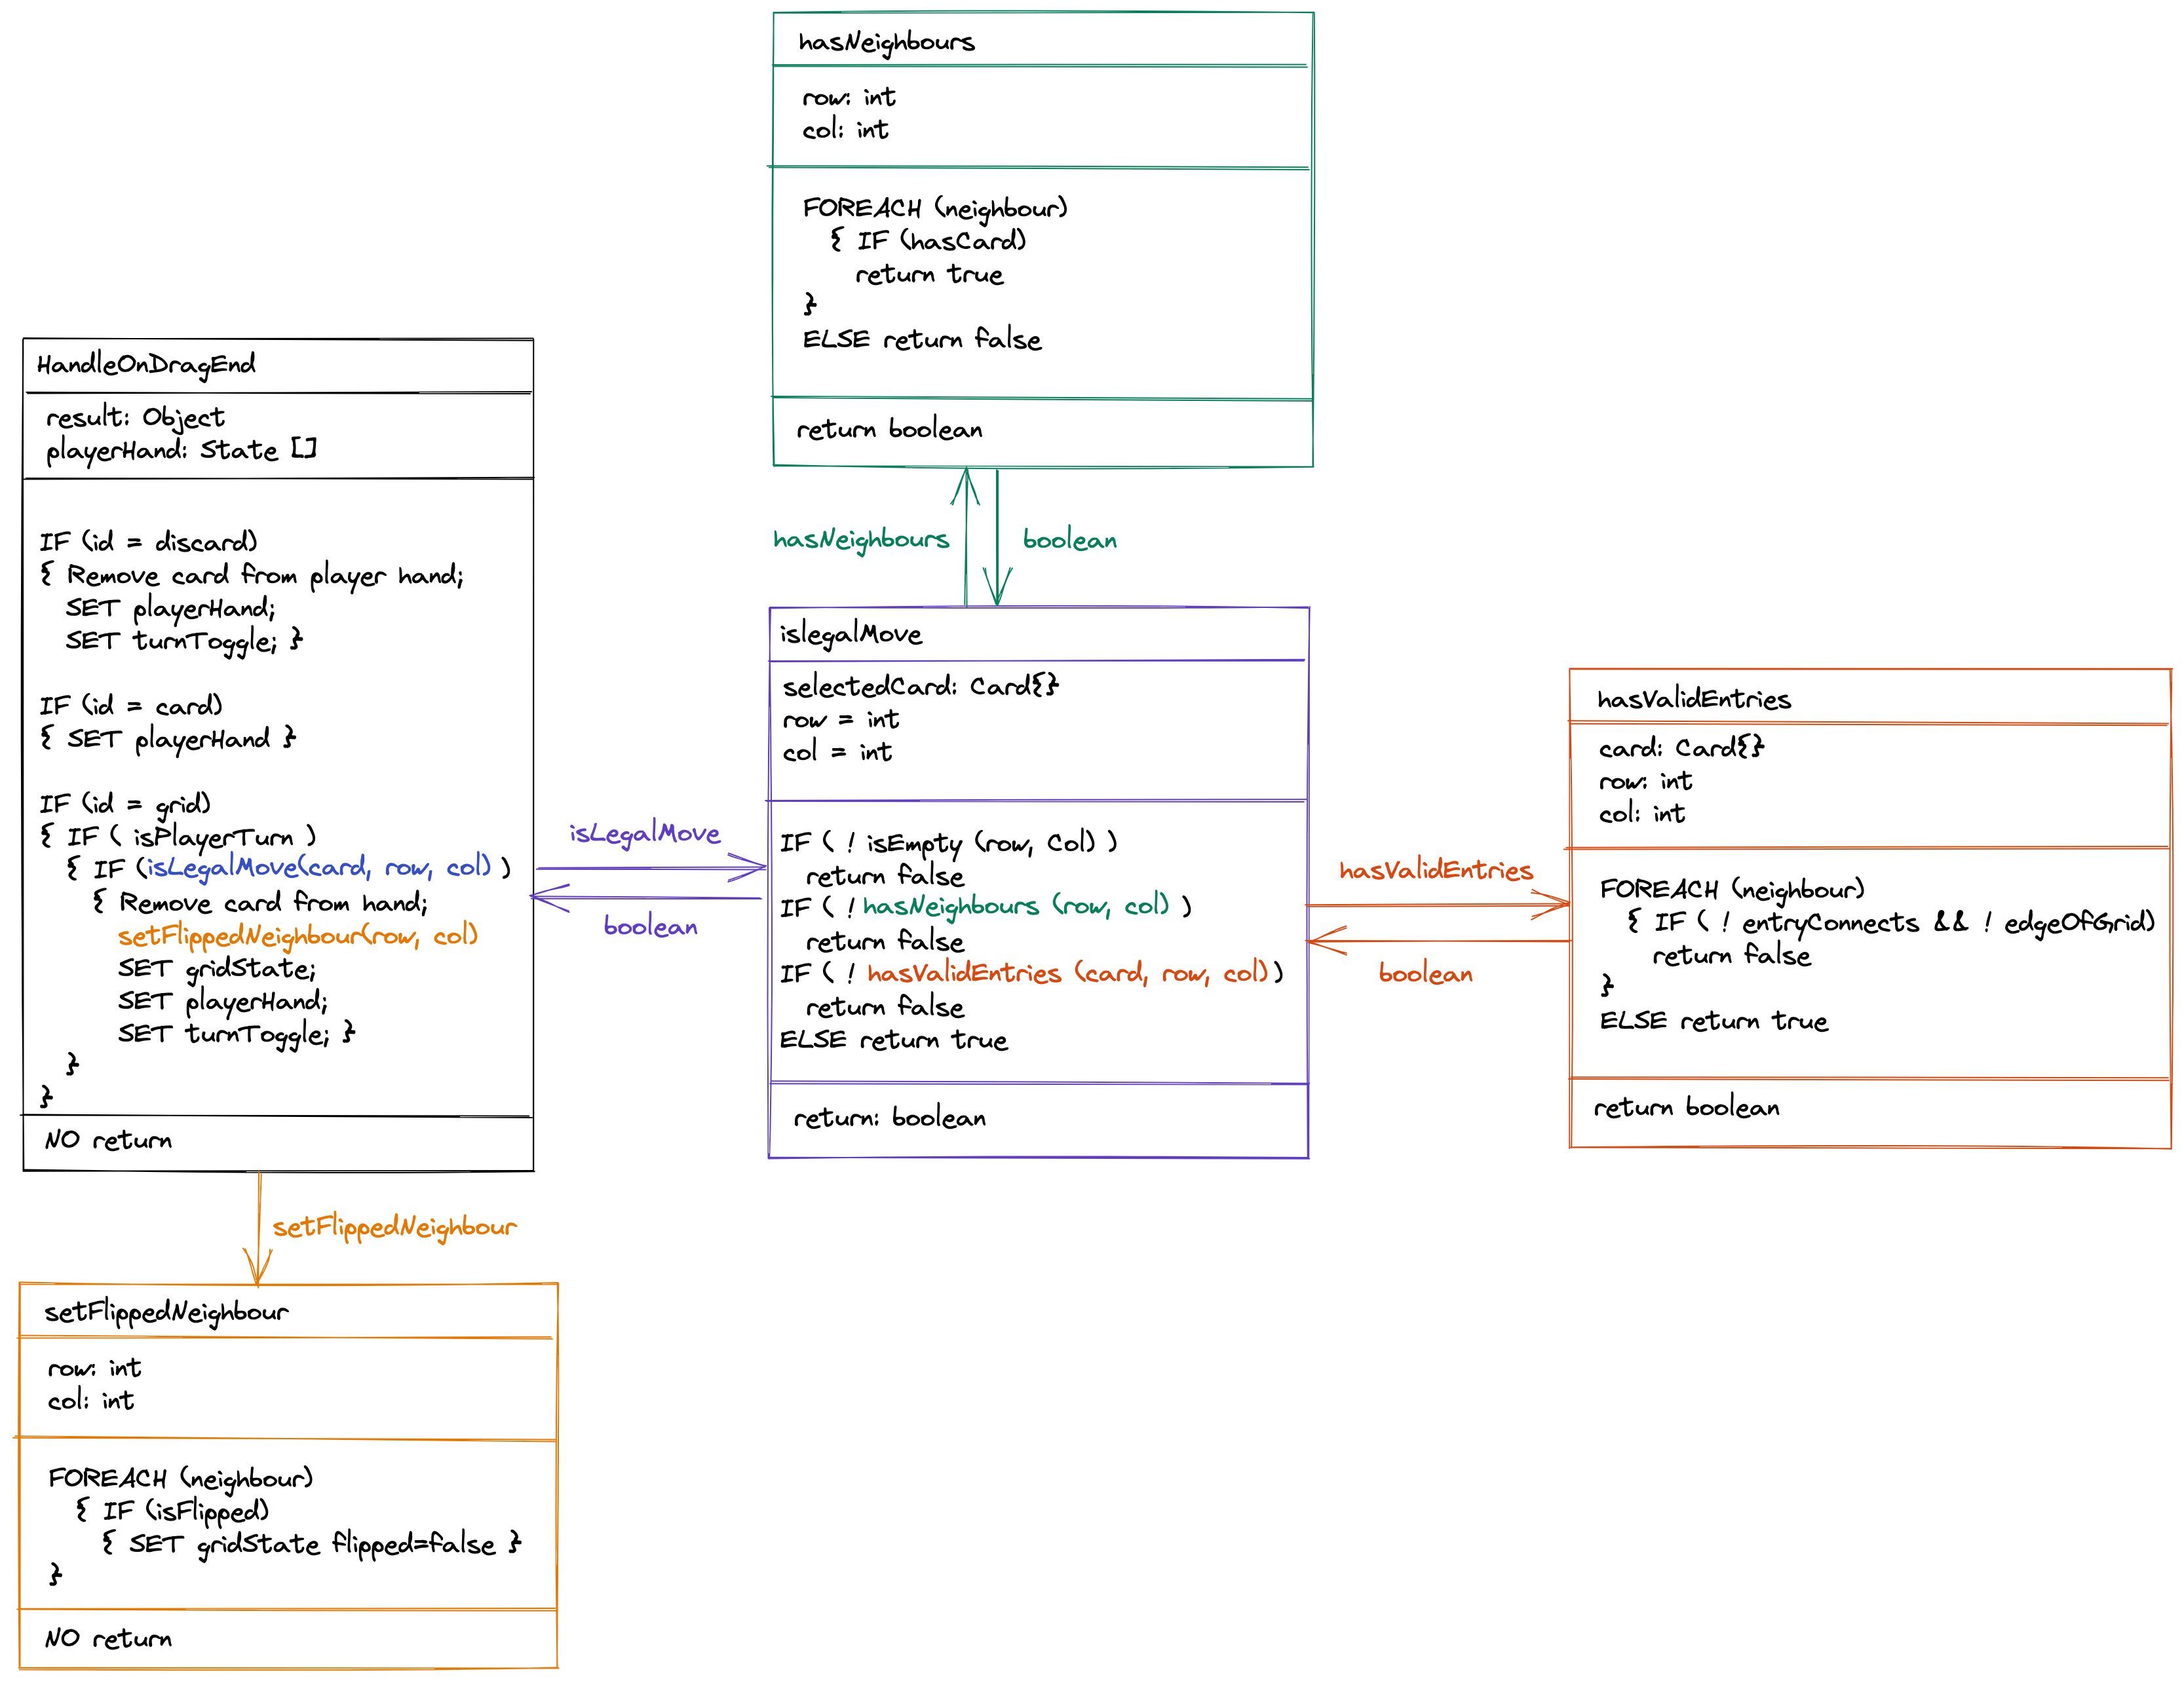 hasNeighbours
row: int
col: int
FOREACH (neighbour)
{ IF (hasCard)
return true
}
ELSE return false
return boolean
hasNeighbours
boolean
HandleOnDragEnd
result: Object
playerHand: State []
IF (id = discard)
{ Remove card from player hand;
SET playerHand;
SET turnToggle; }
IF (id = card)
{ SET playerHand }
IF (id = grid)
{ IF ( isPlayerTurn )
{ IF (isLegalMove(card, row, col) )
{ Remove card from hand;
setFlippedNeighbour(row, col)
SET gridState;
SET playerHand;
SET turnToggle; }
}
}
NO return
isLegalMove
boolean
islegalMove
selectedCard: Card{}
row = int
col = int
IF ( ! isEmpty (row, Col) )
return false
IF ( ! hasNeighbours (row, col) )
return false
IF ( ! hasValidEntries (card, row, col) )
return false
ELSE return true
return: boolean
hasValidEntries
boolean
hasValidEntries
card: Card{}
row: int
col: int
FOREACH (neighbour)
{ IF ( ! entryConnects && ! edgeOfGrid)
return false
}
ELSE return true
return boolean
setFlippedNeighbour
setFlippedNeighbour
row: int
col: int
FOREACH (neighbour)
{ IF (isFlipped)
{ SET gridState flipped=false }
}
NO return